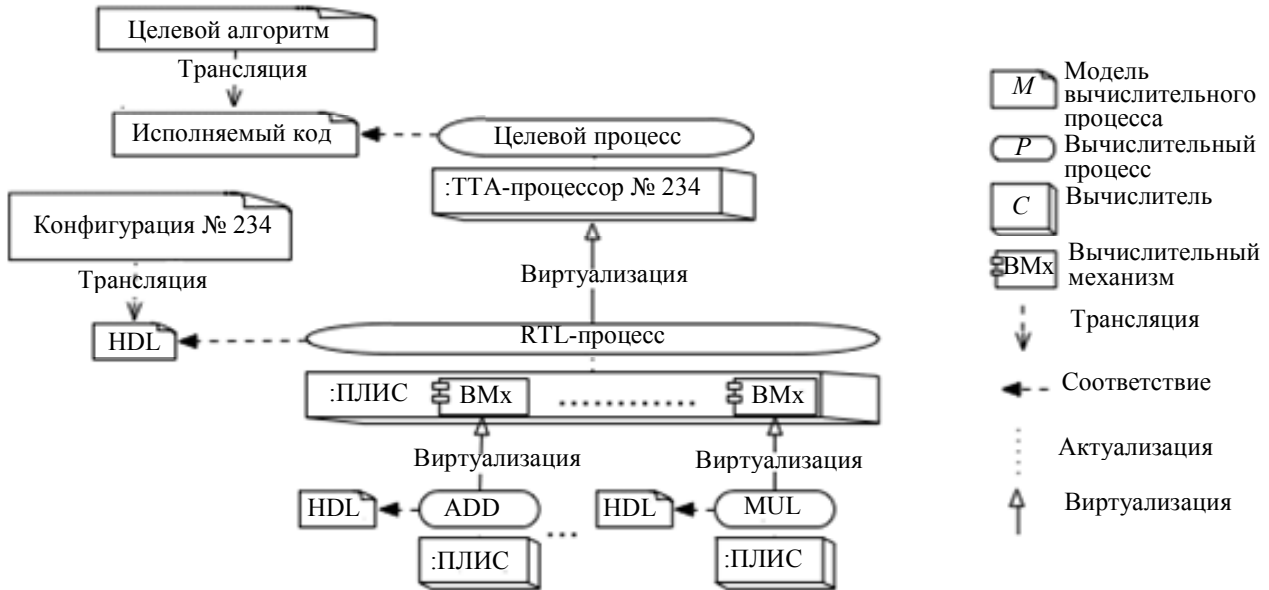 Целевой алгоритм
Трансляция
Исполняемый код
Целевой процесс
:ТТА-процессор № 234
Конфигурация № 234
Трансляция
Виртуализация
HDL
RTL-процесс
:ПЛИС
ВМх
ВМх
Виртуализация
Виртуализация
HDL
ADD
HDL
MUL
:ПЛИС
:ПЛИС
M
Модель
вычислительного
процесса
P
Вычислительный
процесс
C
Вычислитель
ВМх
Вычислительный
механизм
Трансляция
Соответствие
Актуализация
Виртуализация